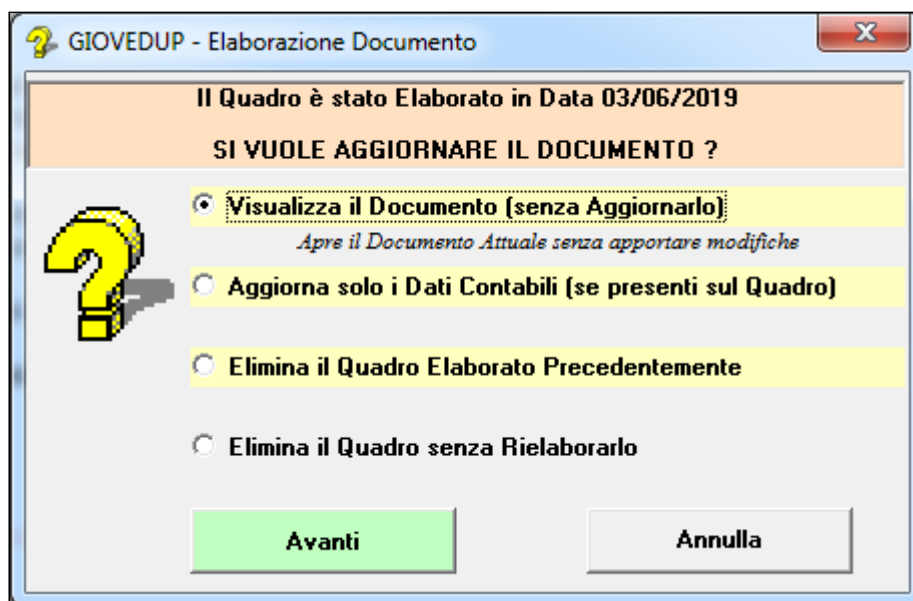 GIOVEDUP - Elaborazione Documento
Il Quadro è stato Elaborato in Data 03/06/2019
SI VUOLE AGGIORNARE IL DOCUMENTO ?
Visualizza il Documento (senza Aggiornarlo)
Apre il Documento Attuale senza apportare modifiche
Aggiorna solo i Dati Contabili (se presenti sul Quadro)
Elimina il Quadro Elaborato Precedentemente
Elimina il Quadro senza Rielaborarlo
Avanti
Annulla